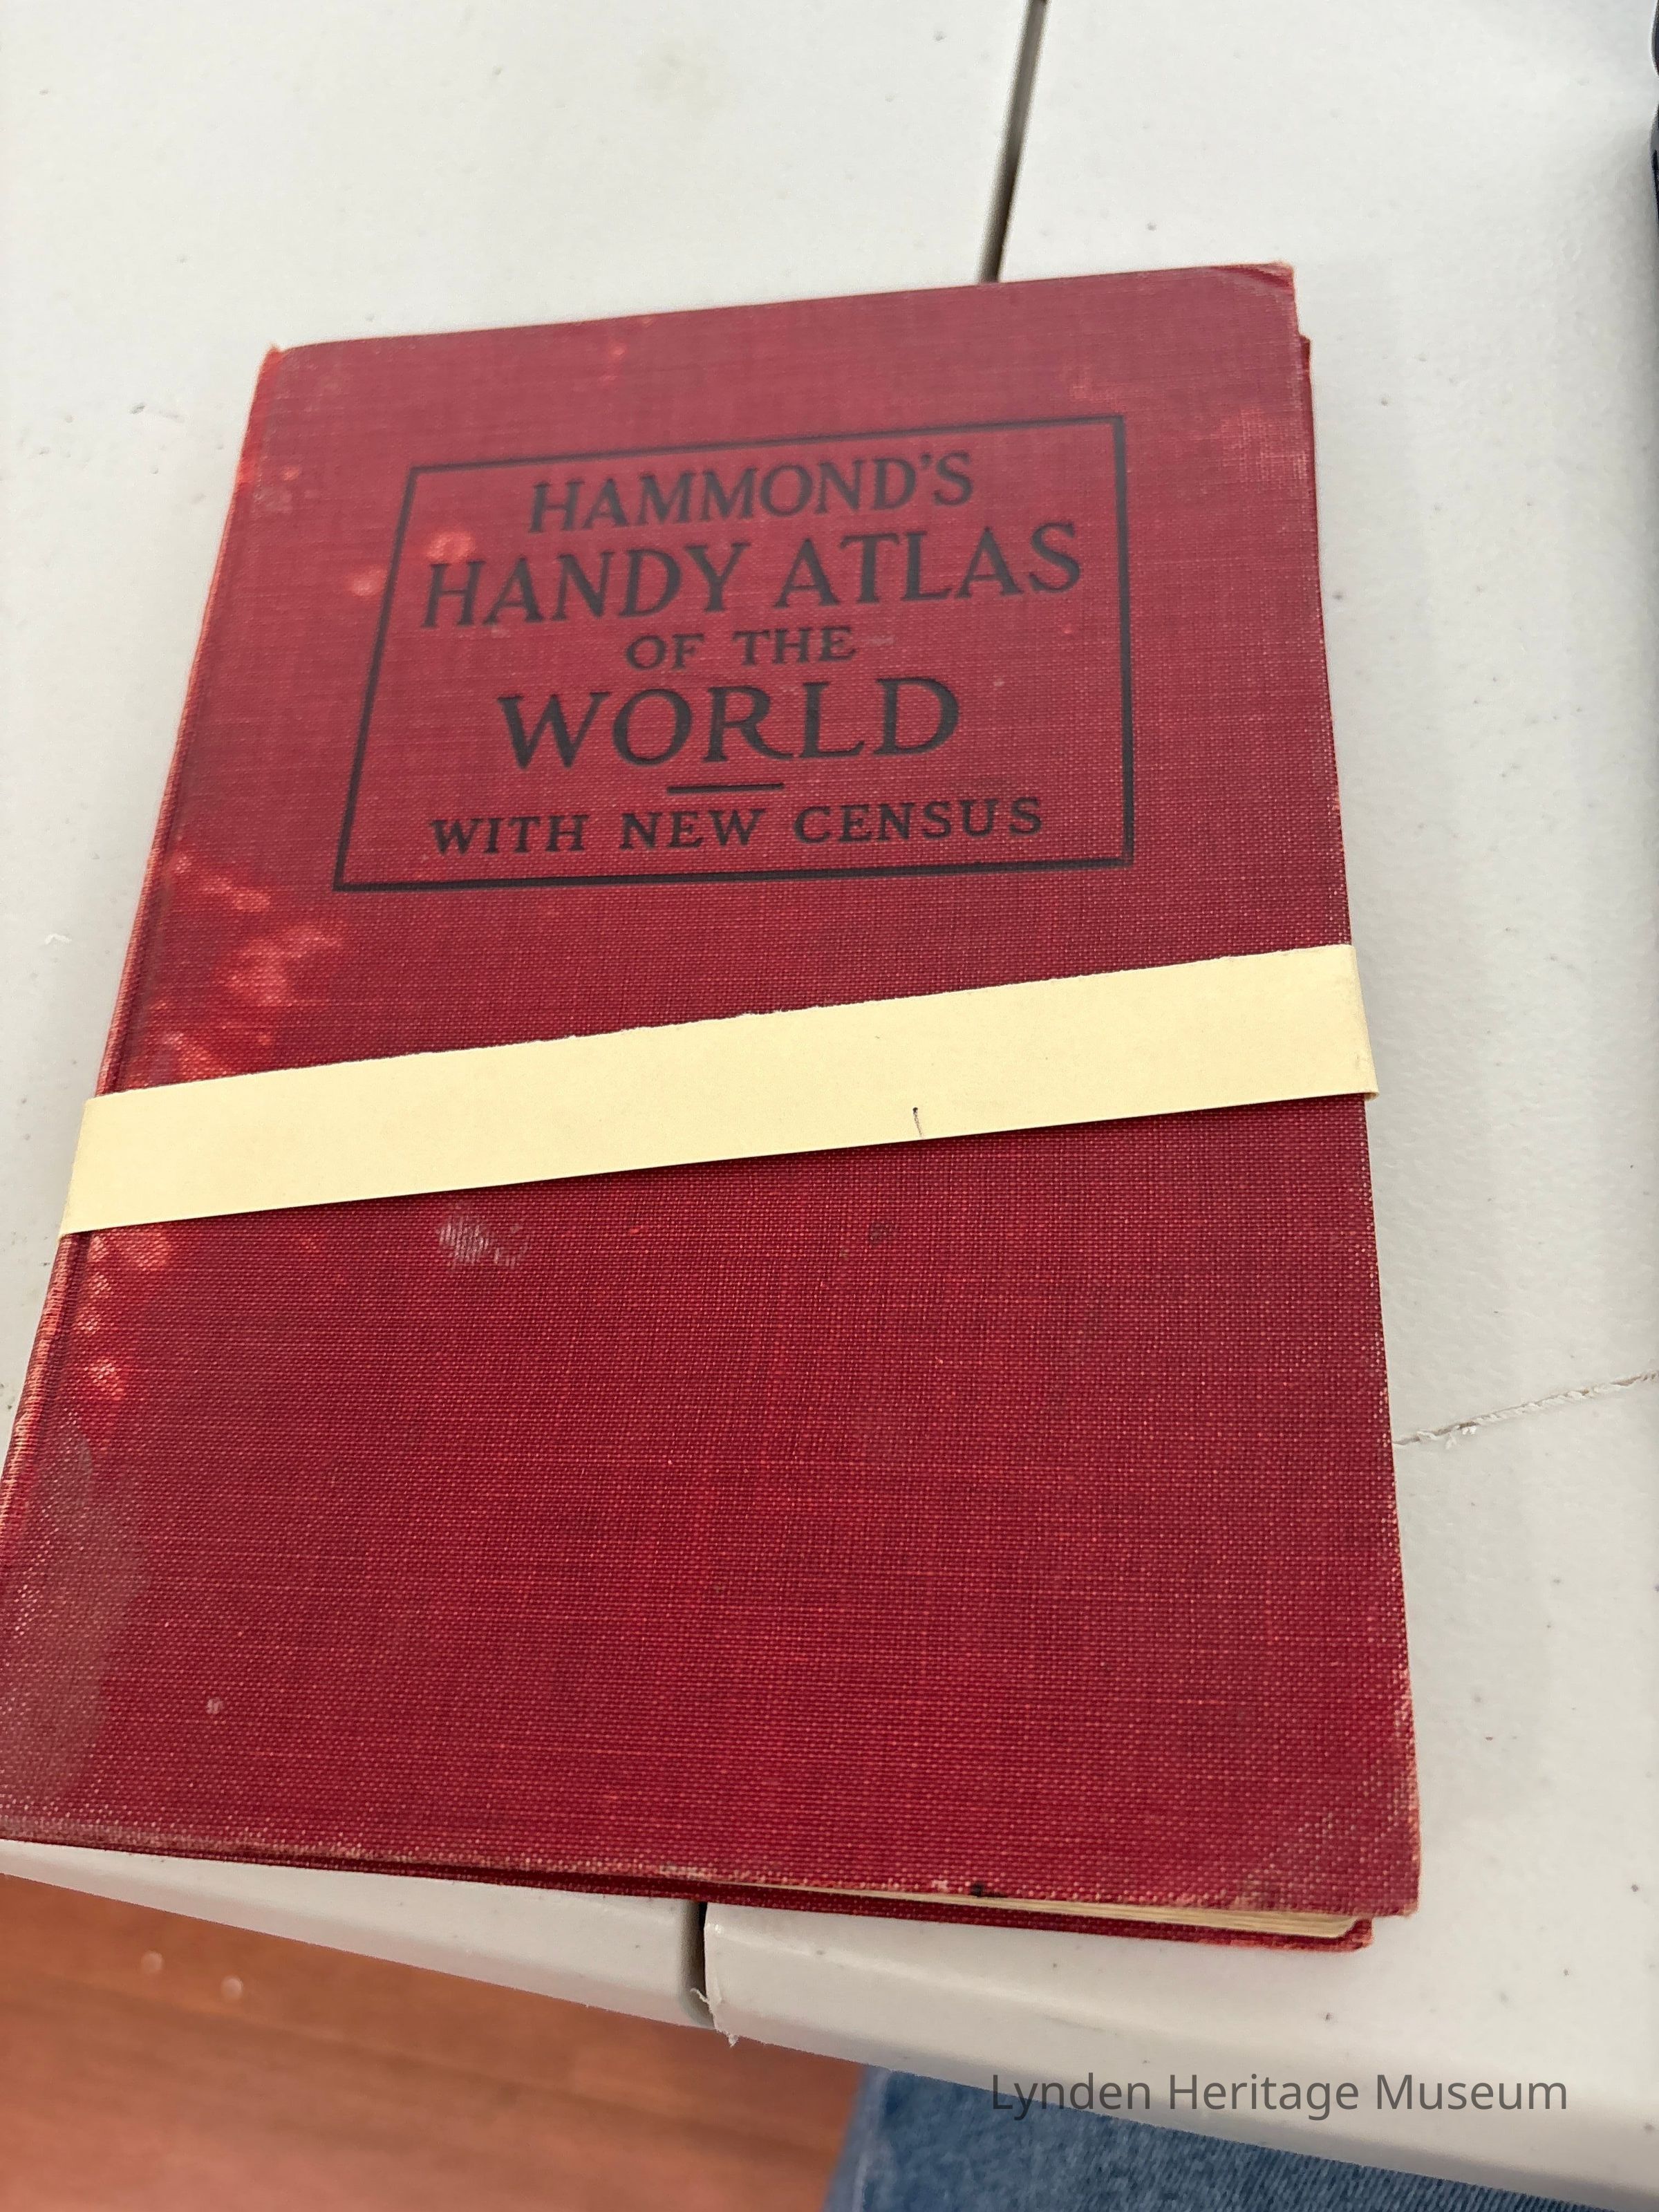 HAMMOND'S
HANDY ATLAS
OF THE
WORLD
WITH NEW CENSUS
Lynden Heritage Museum